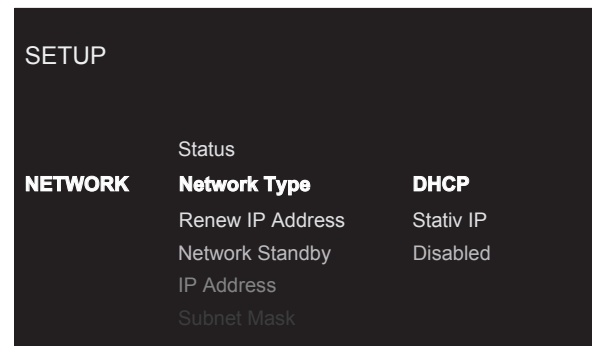 SETUP
Status
NETWORK Network Type DHCP
Renew IP Address Stativ IP
Network Standby Disabled
IP Address
Subnet Mask